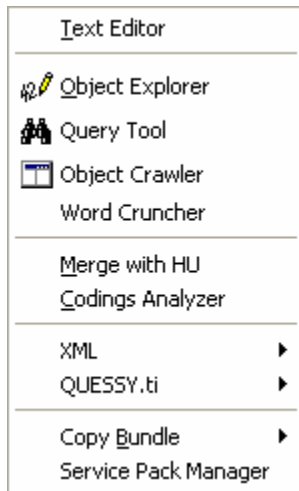 Text Editor
Object Explorer
Query Tool
Object Crawler
Word Cruncher
Merge with HU
Codings Analyzer
XML
QUESSY.ti
Copy Bundle
Service Pack Manager